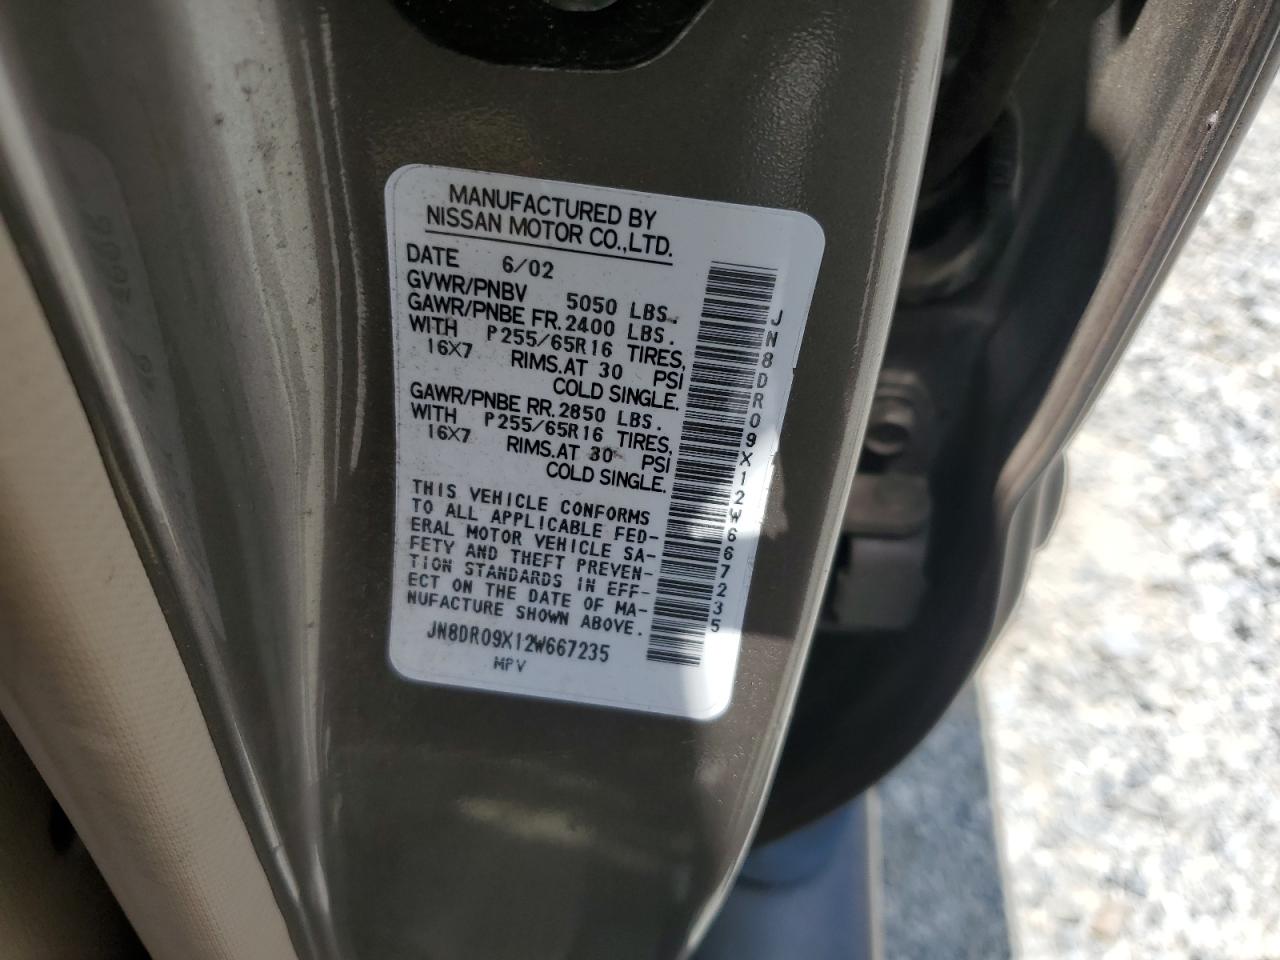 MANUFACTURED BY
NISSAN MOTOR CO.,LTD.
DATE 6/02
GVWR/PNBV 5050 LBS.
GAWR/PNBE FR.2400 LBS.
WITH P255/65R16 TIRES,
16X7 RIMS.AT 30 PSI
COLD SINGLE.
GAWR/PNBE RR.2850 LBS.
WITH P255/65R16 TIRES,
16X7 RIMS.AT 30 PSI
COLD SINGLE.
THIS VEHICLE CONFORMS
TO ALL APPLICABLE FED-
ERAL MOTOR VEHICLE SA-
FETY AND THEFT PREVEN-
TION STANDARDS IN EFF-
ECT ON THE DATE OF MA-
NUFACTURE SHOWN ABOVE.
JN8DR09X12W667235
MPV
JN8DR09X12W667235